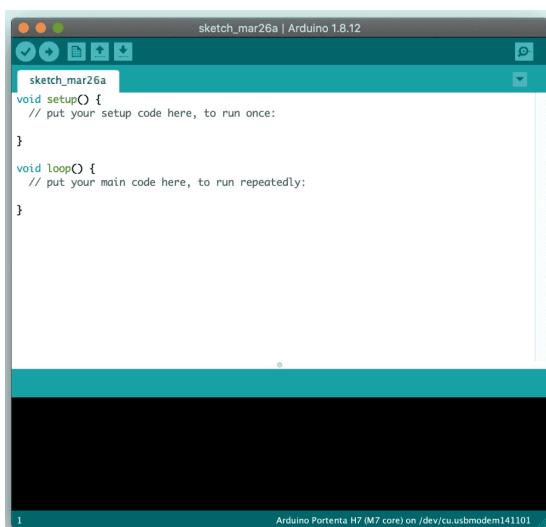 sketch_mar26a | Arduino 1.8.12
sketch_mar26a
void setup() {
  // put your setup code here, to run once:
}
void loop() {
  // put your main code here, to run repeatedly:
}
1
Arduino Portenta H7 (M7 core) on /dev/cu.usbmodem141101